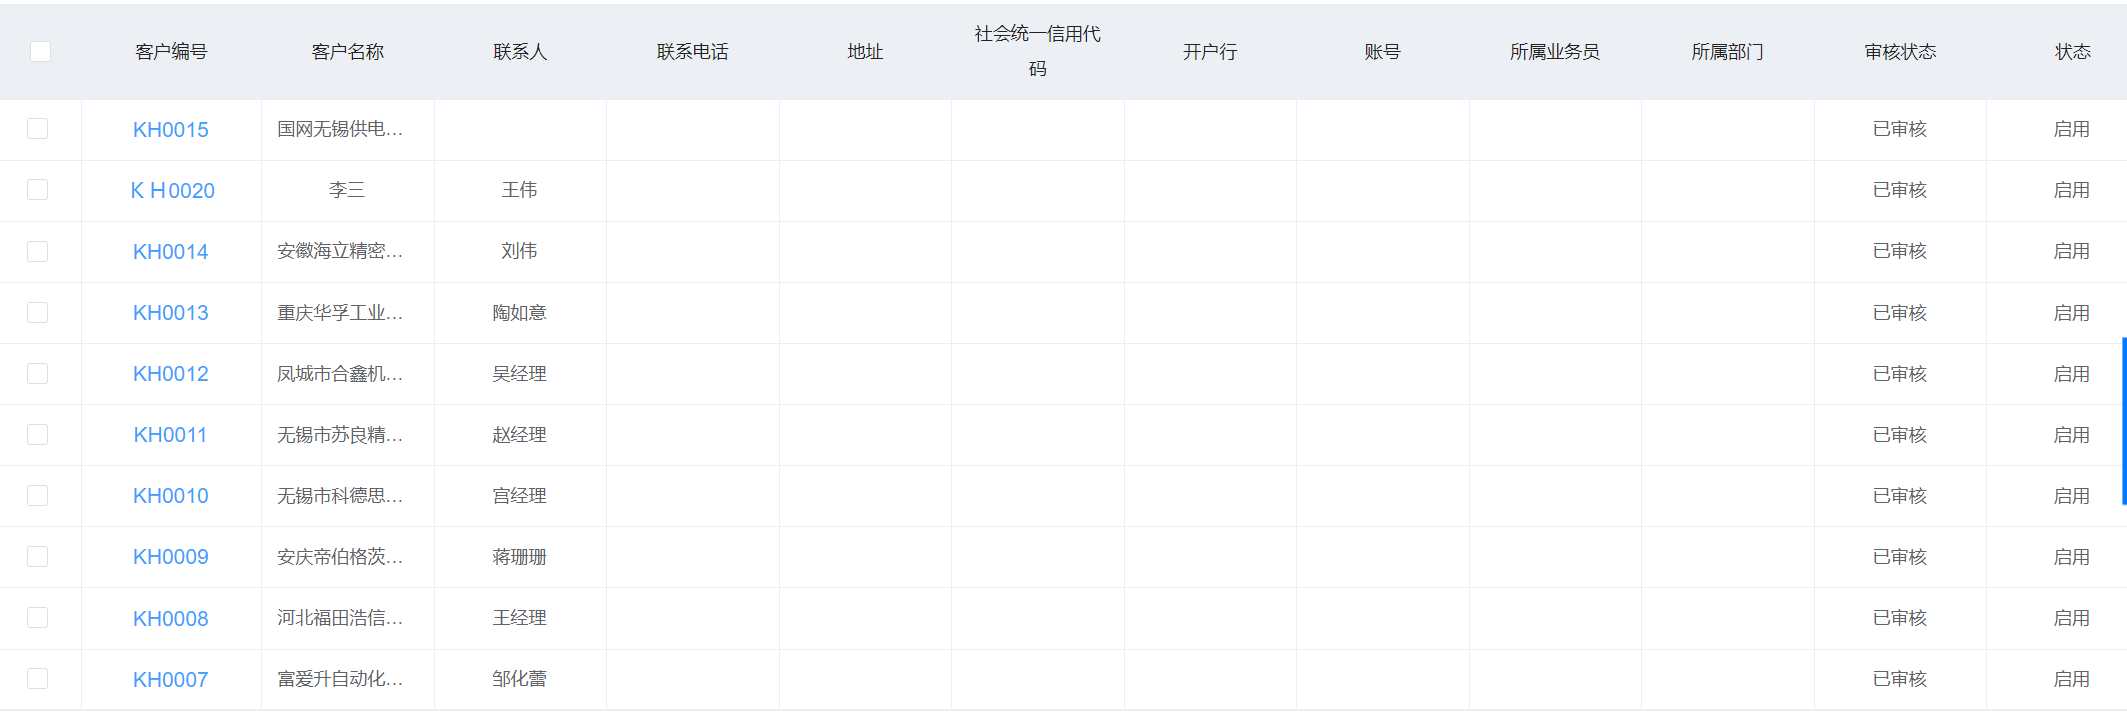 客户编号 客户名称 联系人 联系电话 地址 社会统一信用代码 开户行 账号 所属业务员 所属部门 审核状态 状态
KH0015 国网无锡供电... 已审核 启用
ＫＨ0020 李三 王伟 已审核 启用
KH0014 安徽海立精密... 刘伟 已审核 启用
KH0013 重庆华孚工业... 陶如意 已审核 启用
KH0012 凤城市合鑫机... 吴经理 已审核 启用
KH0011 无锡市苏良精... 赵经理 已审核 启用
KH0010 无锡市科德思... 宫经理 已审核 启用
KH0009 安庆帝伯格茨... 蒋珊珊 已审核 启用
KH0008 河北福田浩信... 王经理 已审核 启用
KH0007 富爱升自动化... 邹化蕾 已审核 启用